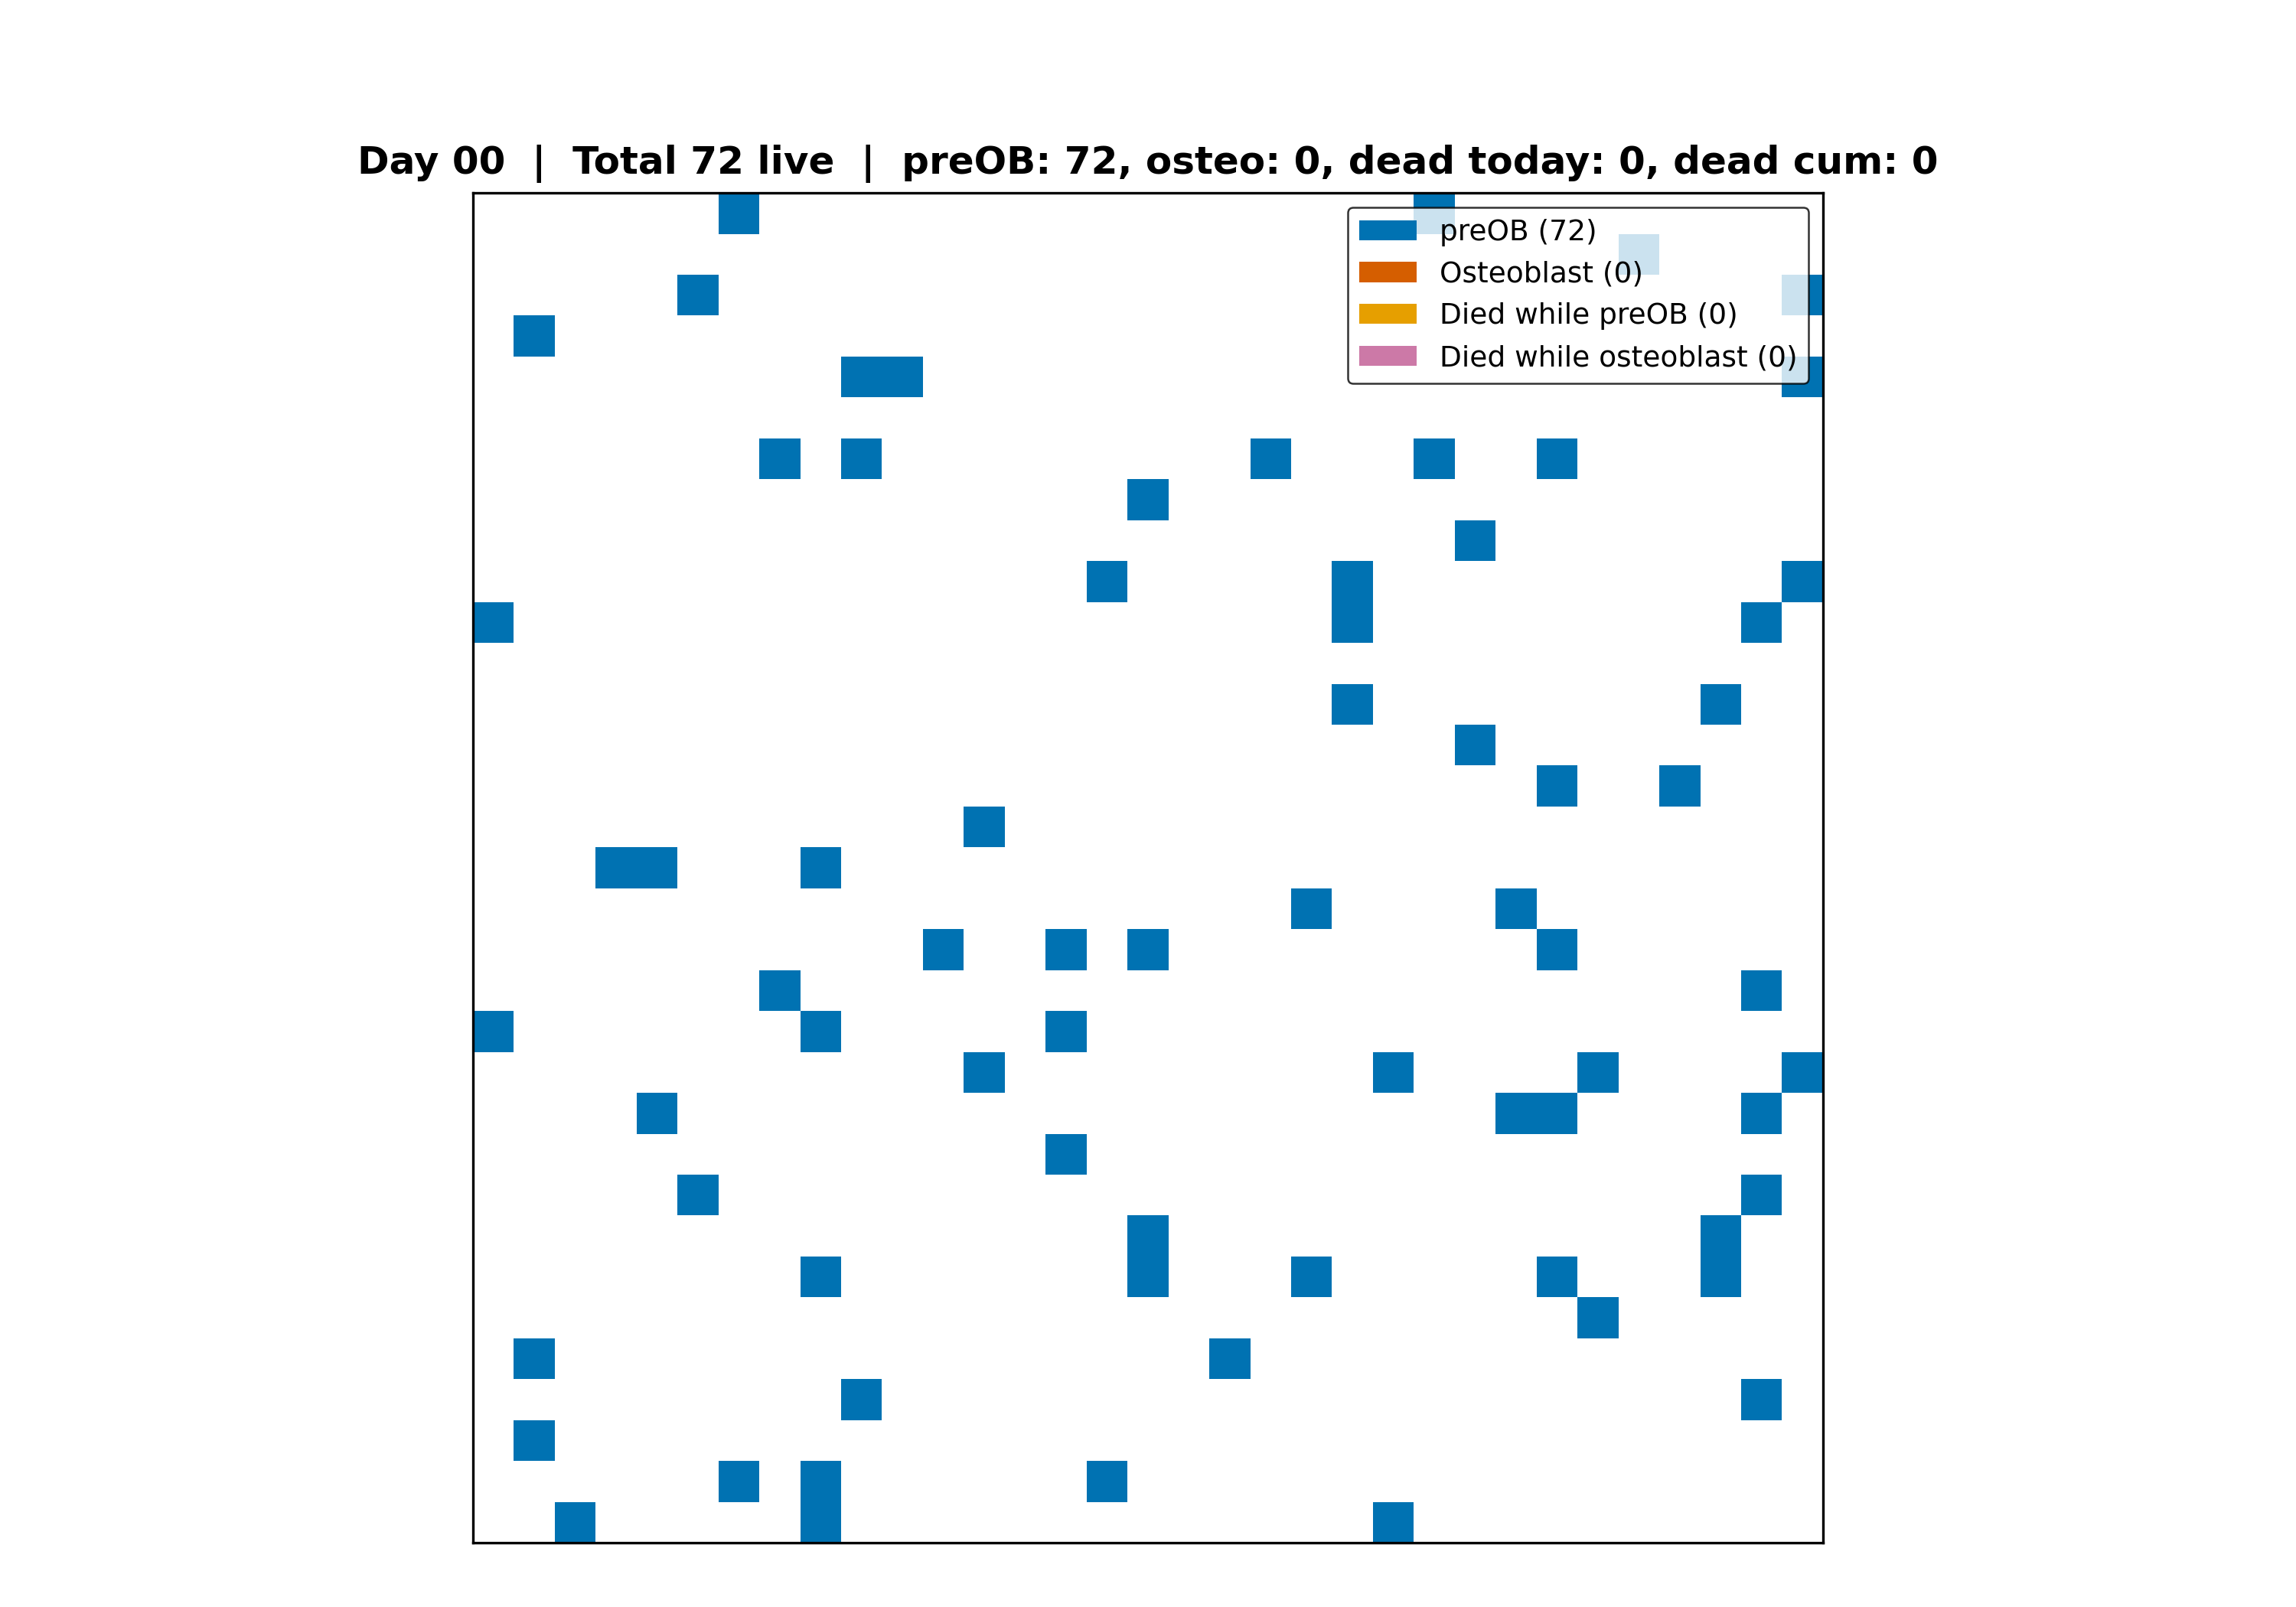 Day 00 | Total 72 live | preOB: 72, osteo: 0, dead today: 0, dead cum: 0
preOB (72)
Osteoblast (0)
Died while preOB (0)
Died while osteoblast (0)